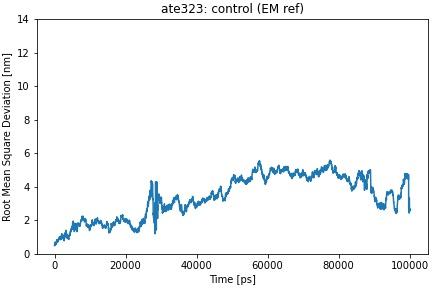 ate323: control (EM ref)
Root Mean Square Deviation [nm]
14
12
10
8
6
4
2
0
0 20000 40000 60000 80000 100000
Time [ps]